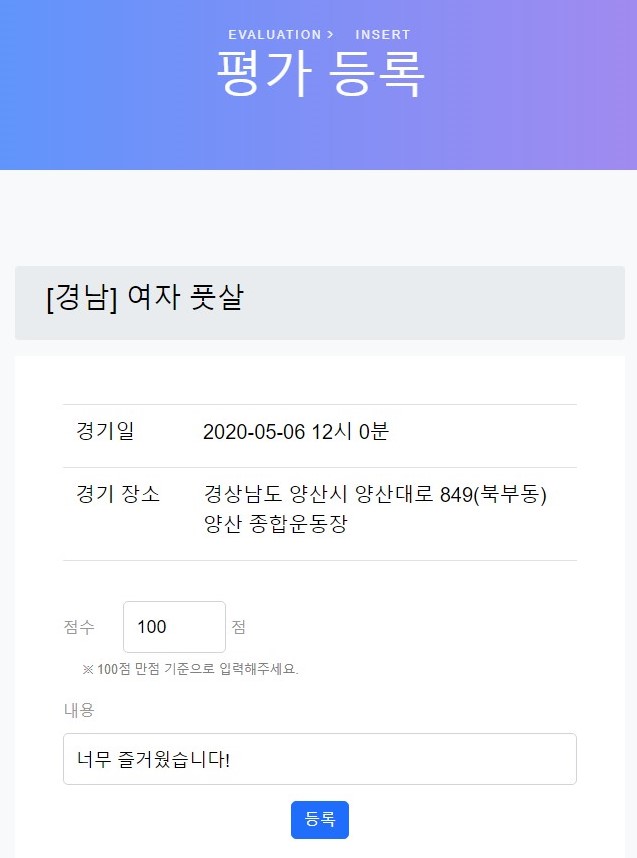 EVALUATION > INSERT
평가 등록
[경남] 여자 풋살
경기일 2020-05-06 12시 0분
경기 장소 경상남도 양산시 양산대로 849(북부동)
양산 종합운동장
점수 100 점
※ 100점 만점 기준으로 입력해주세요.
내용
너무 즐거웠습니다!
등록